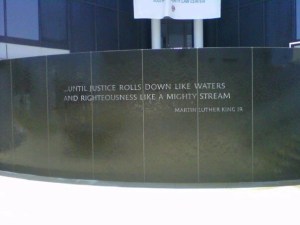 ...UNTIL JUSTICE ROLLS DOWN LIKE WATERS
AND RIGHTEOUSNESS LIKE A MIGHTY STREAM
MARTIN LUTHER KING JR